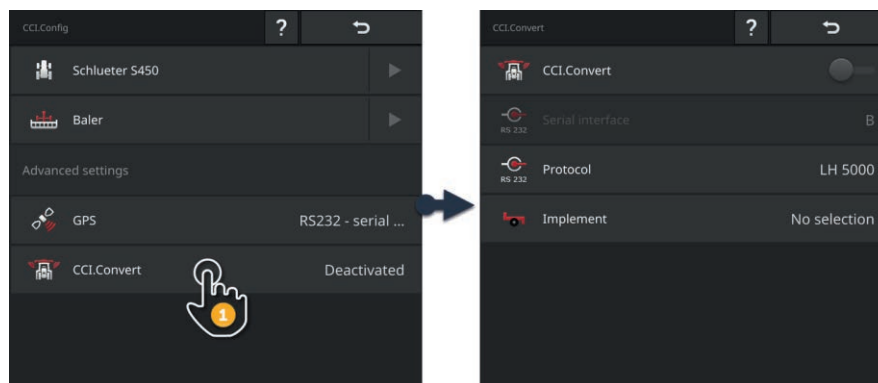 CCI.Config
?
Schlueter S450
Baler
Advanced settings
GPS
RS232 - serial ...
CCI.Convert
Deactivated
1
CCI.Convert
?
CCI.Convert
RS 232
Serial interface
B
RS 232
Protocol
LH 5000
Implement
No selection